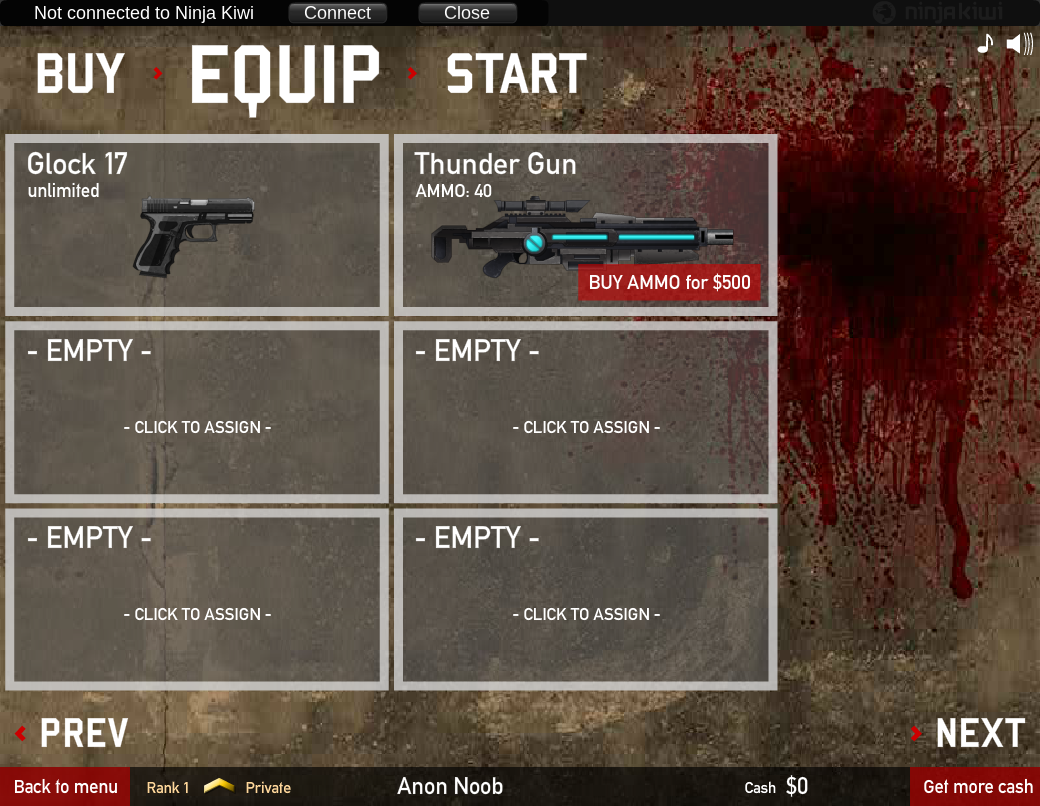 Not connected to Ninja Kiwi Connect Close ninjakiwi
BUY EQUIP START
Glock 17
unlimited
Thunder Gun
AMMO: 40
BUY AMMO for $500
- EMPTY -
- CLICK TO ASSIGN -
- EMPTY -
- CLICK TO ASSIGN -
- EMPTY -
- CLICK TO ASSIGN -
- EMPTY -
- CLICK TO ASSIGN -
PREV NEXT
Back to menu Rank 1 Private Anon Noob Cash $0 Get more cash